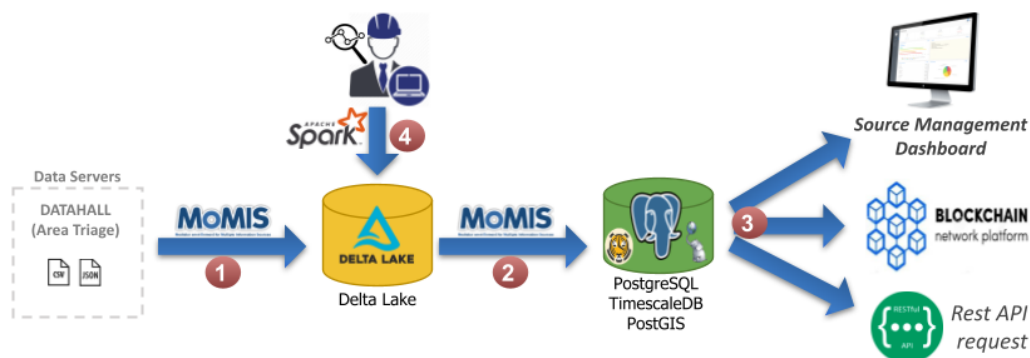 APACHE
Spark
4
Source Management
Dashboard
Data Servers
DATAHALL
(Area Triage)
CSV
JSON
MOMIS
1
DELTA LAKE
Delta Lake
MOMIS
2
PostgreSQL
TimescaleDB
PostGIS
3
BLOCKCHAIN
network platform
RESTful
{•••}
API
Rest API
request